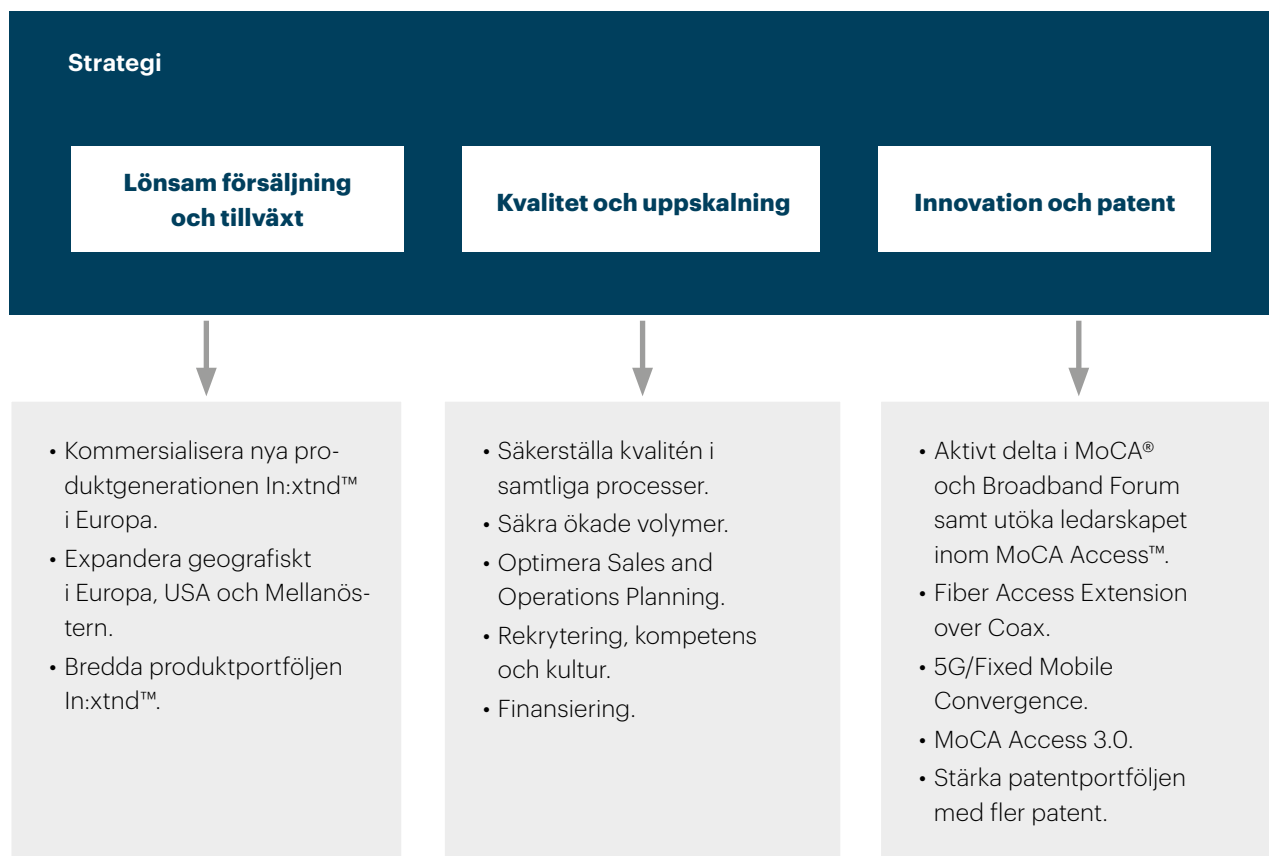 Strategi
Lönsam försäljning
och tillväxt
Kvalitet och uppskalning
Innovation och patent
• Kommersialisera nya pro-
duktgenerationen In:xtnd™
i Europa.
• Expandera geografiskt
i Europa, USA och Mellanös-
tern.
• Bredda produktportföljen
In:xtnd™.
• Säkerställa kvalitén i
samtliga processer.
• Säkra ökade volymer.
• Optimera Sales and
Operations Planning.
• Rekrytering, kompetens
och kultur.
• Finansiering.
• Aktivt delta i MoCA®
och Broadband Forum
samt utöka ledarskapet
inom MoCA Access™.
• Fiber Access Extension
over Coax.
• 5G/Fixed Mobile
Convergence.
• MoCA Access 3.0.
• Stärka patentportföljen
med fler patent.